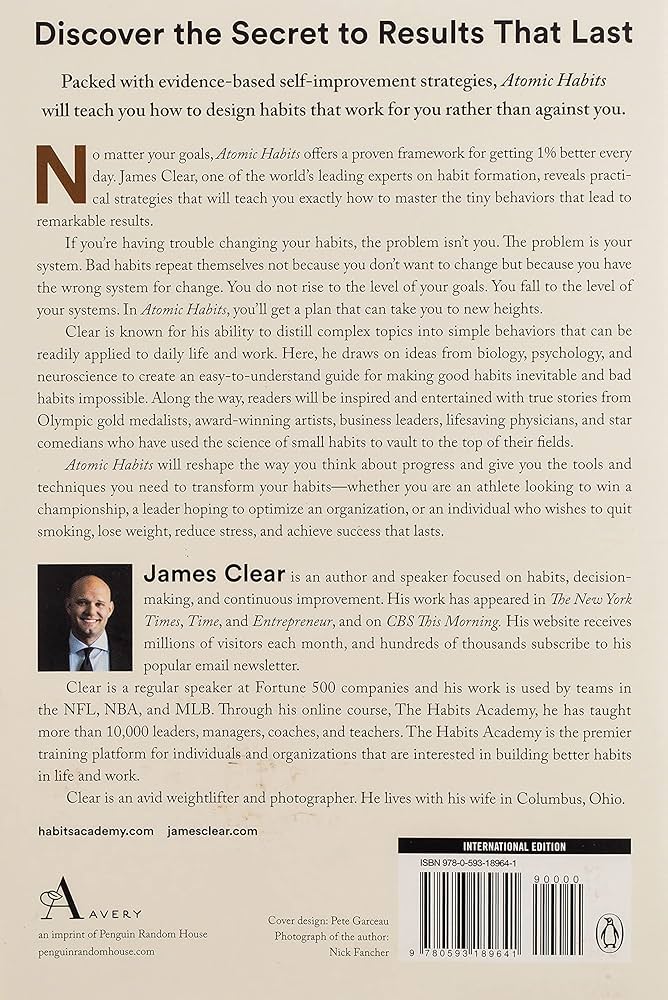 Discover the Secret to Results That Last
Packed with evidence-based self-improvement strategies, Atomic Habits
will teach you how to design habits that work for you rather than against you.
No matter your goals, Atomic Habits offers a proven framework for getting 1% better every
day. James Clear, one of the world's leading experts on habit formation, reveals practi-
cal strategies that will teach you exactly how to master the tiny behaviors that lead to
remarkable results.
If you're having trouble changing your habits, the problem isn't you. The problem is your
system. Bad habits repeat themselves not because you don't want to change but because you have
the wrong system for change. You do not rise to the level of your goals. You fall to the level of
your systems. In Atomic Habits, you'll get a plan that can take you to new heights.
Clear is known for his ability to distill complex topics into simple behaviors that can be
readily applied to daily life and work. Here, he draws on ideas from biology, psychology, and
neuroscience to create an easy-to-understand guide for making good habits inevitable and bad
habits impossible. Along the way, readers will be inspired and entertained with true stories from
Olympic gold medalists, award-winning artists, business leaders, lifesaving physicians, and star
comedians who have used the science of small habits to vault to the top of their fields.
Atomic Habits will reshape the way you think about progress and give you the tools and
techniques you need to transform your habits—whether you are an athlete looking to win a
championship, a leader hoping to optimize an organization, or an individual who wishes to quit
smoking, lose weight, reduce stress, and achieve success that lasts.
James Clear is an author and speaker focused on habits, decision-
making, and continuous improvement. His work has appeared in The New York
Times, Time, and Entrepreneur, and on CBS This Morning. His website receives
millions of visitors each month, and hundreds of thousands subscribe to his
popular email newsletter.
Clear is a regular speaker at Fortune 500 companies and his work is used by teams in
the NFL, NBA, and MLB. Through his online course, The Habits Academy, he has taught
more than 10,000 leaders, managers, coaches, and teachers. The Habits Academy is the premier
training platform for individuals and organizations that are interested in building better habits
in life and work.
Clear is an avid weightlifter and photographer. He lives with his wife in Columbus, Ohio.
habitsacademy.com jamesclear.com
INTERNATIONAL EDITION
ISBN 978-0-593-18964-1
90000
9 780593 189641
A AVERY
an imprint of Penguin Random House
penguinrandomhouse.com
Cover design: Pete Garceau
Photograph of the author:
Nick Fancher